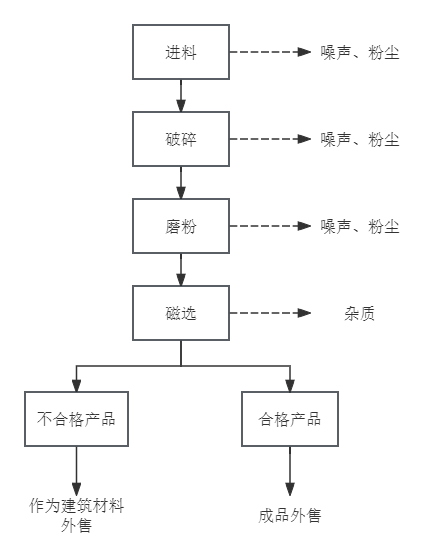 进料
噪声、粉尘
破碎
噪声、粉尘
磨粉
噪声、粉尘
磁选
杂质
不合格产品
合格产品
作为建筑材料
外售
成品外售